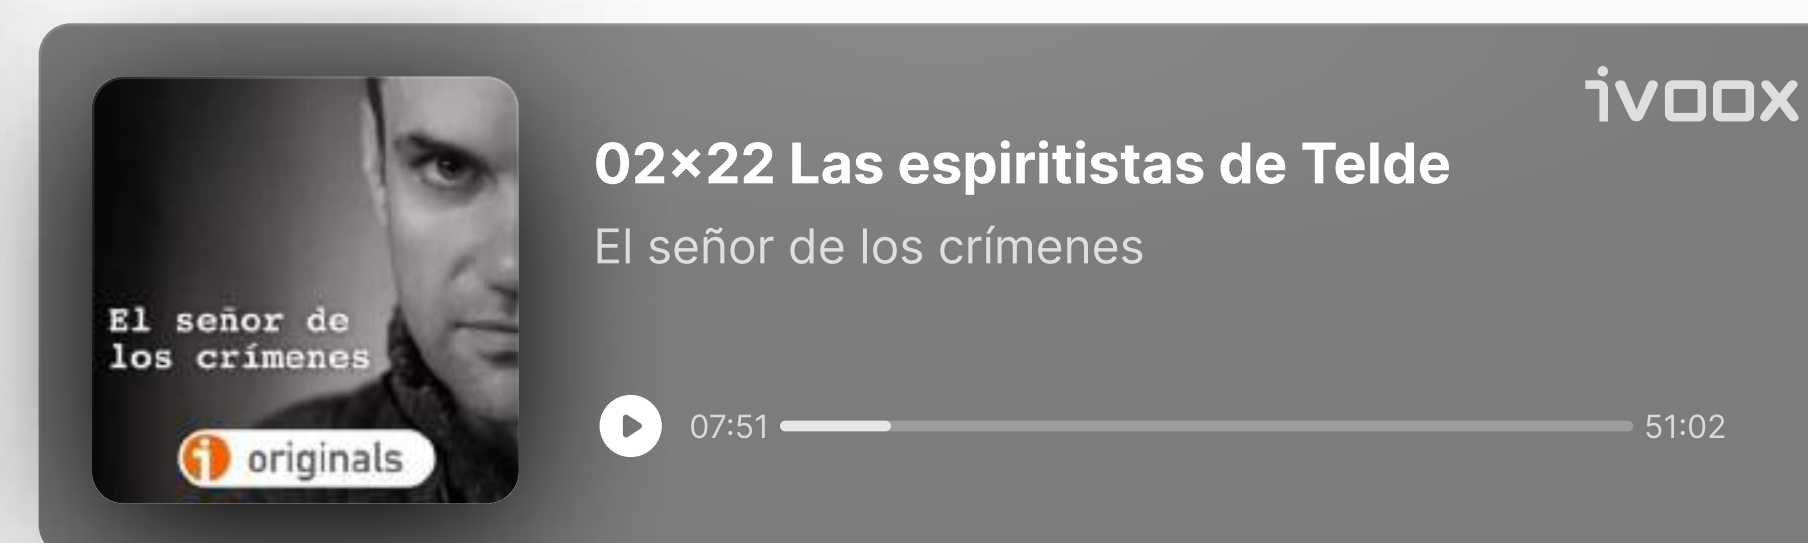 ivoox
02×22 Las espiritistas de Telde
El señor de los crímenes
El señor de
los crímenes
i originals
07:51
51:02